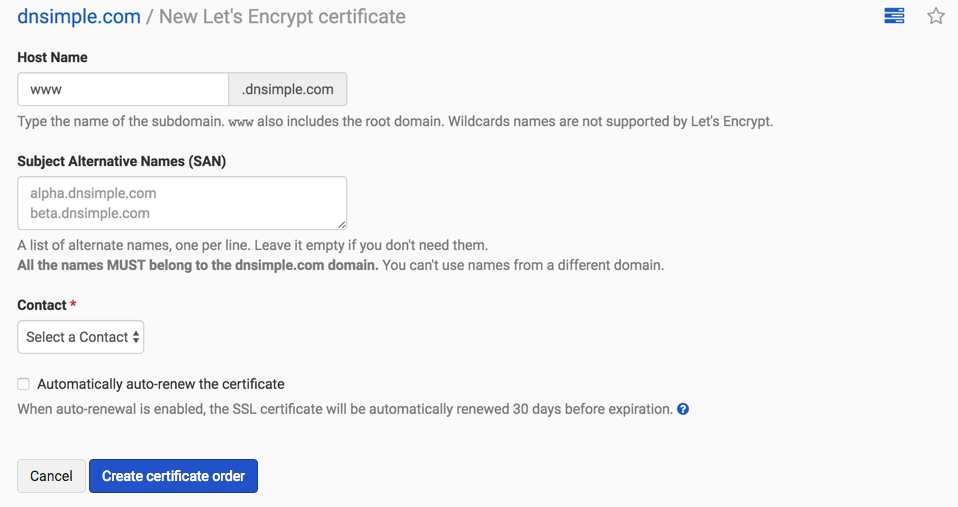 dnsimple.com / New Let's Encrypt certificate
Host Name
www .dnsimple.com
Type the name of the subdomain. www also includes the root domain. Wildcards names are not supported by Let's Encrypt.
Subject Alternative Names (SAN)
alpha.dnsimple.com
beta.dnsimple.com
A list of alternate names, one per line. Leave it empty if you don't need them.
All the names MUST belong to the dnsimple.com domain. You can't use names from a different domain.
Contact *
Select a Contact
Automatically auto-renew the certificate
When auto-renewal is enabled, the SSL certificate will be automatically renewed 30 days before expiration. ?
Cancel Create certificate order